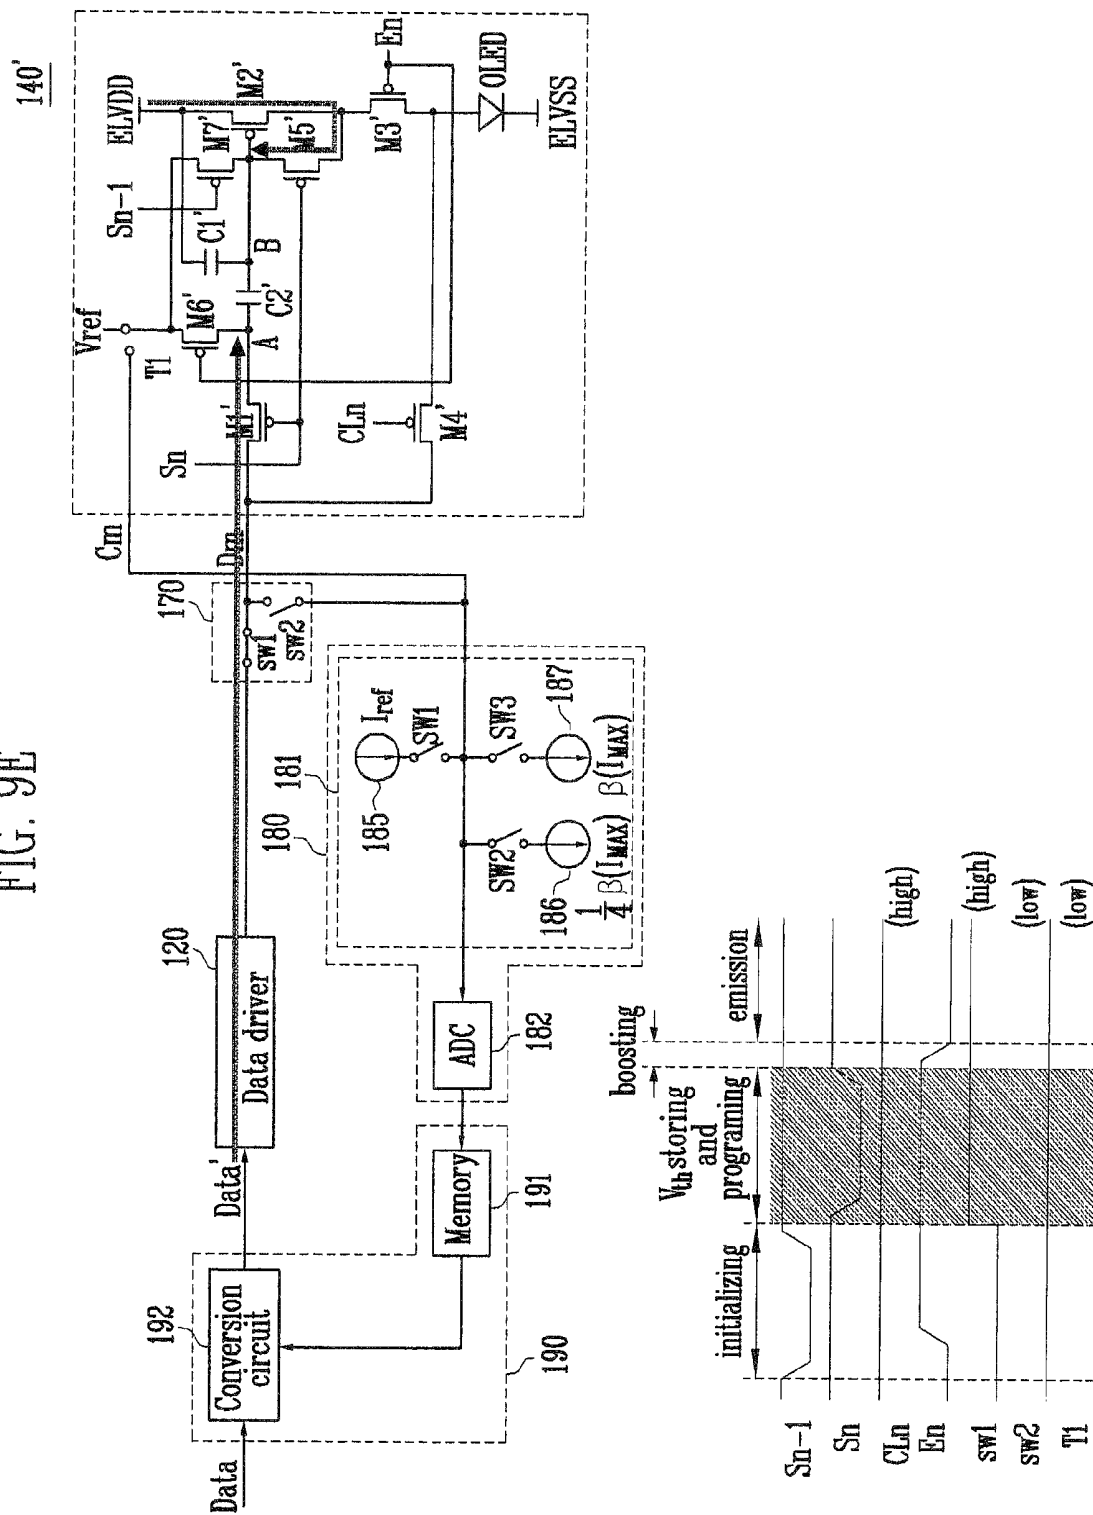 FIG. 9E
140'
ELVDD
M2'
M7'
M5'
Sn-1
C1'
B
Vref
M6'
C2'
A
T1
M3'
En
OLED
ELVSS
M1'
Sn
CLn
M4'
Cm
Dm
170
sw1
sw2
180
181
185
Iref
SW1
SW2
SW3
186
187
1/4 β(IMAX)
β(IMAX)
120
Data driver
ADC
182
Data'
Memory
191
192
Conversion
circuit
190
Data
initializing
Vth storing
and
programing
boosting
emission
Sn-1
Sn
CLn
(high)
En
sw1
(high)
sw2
(low)
T1
(low)